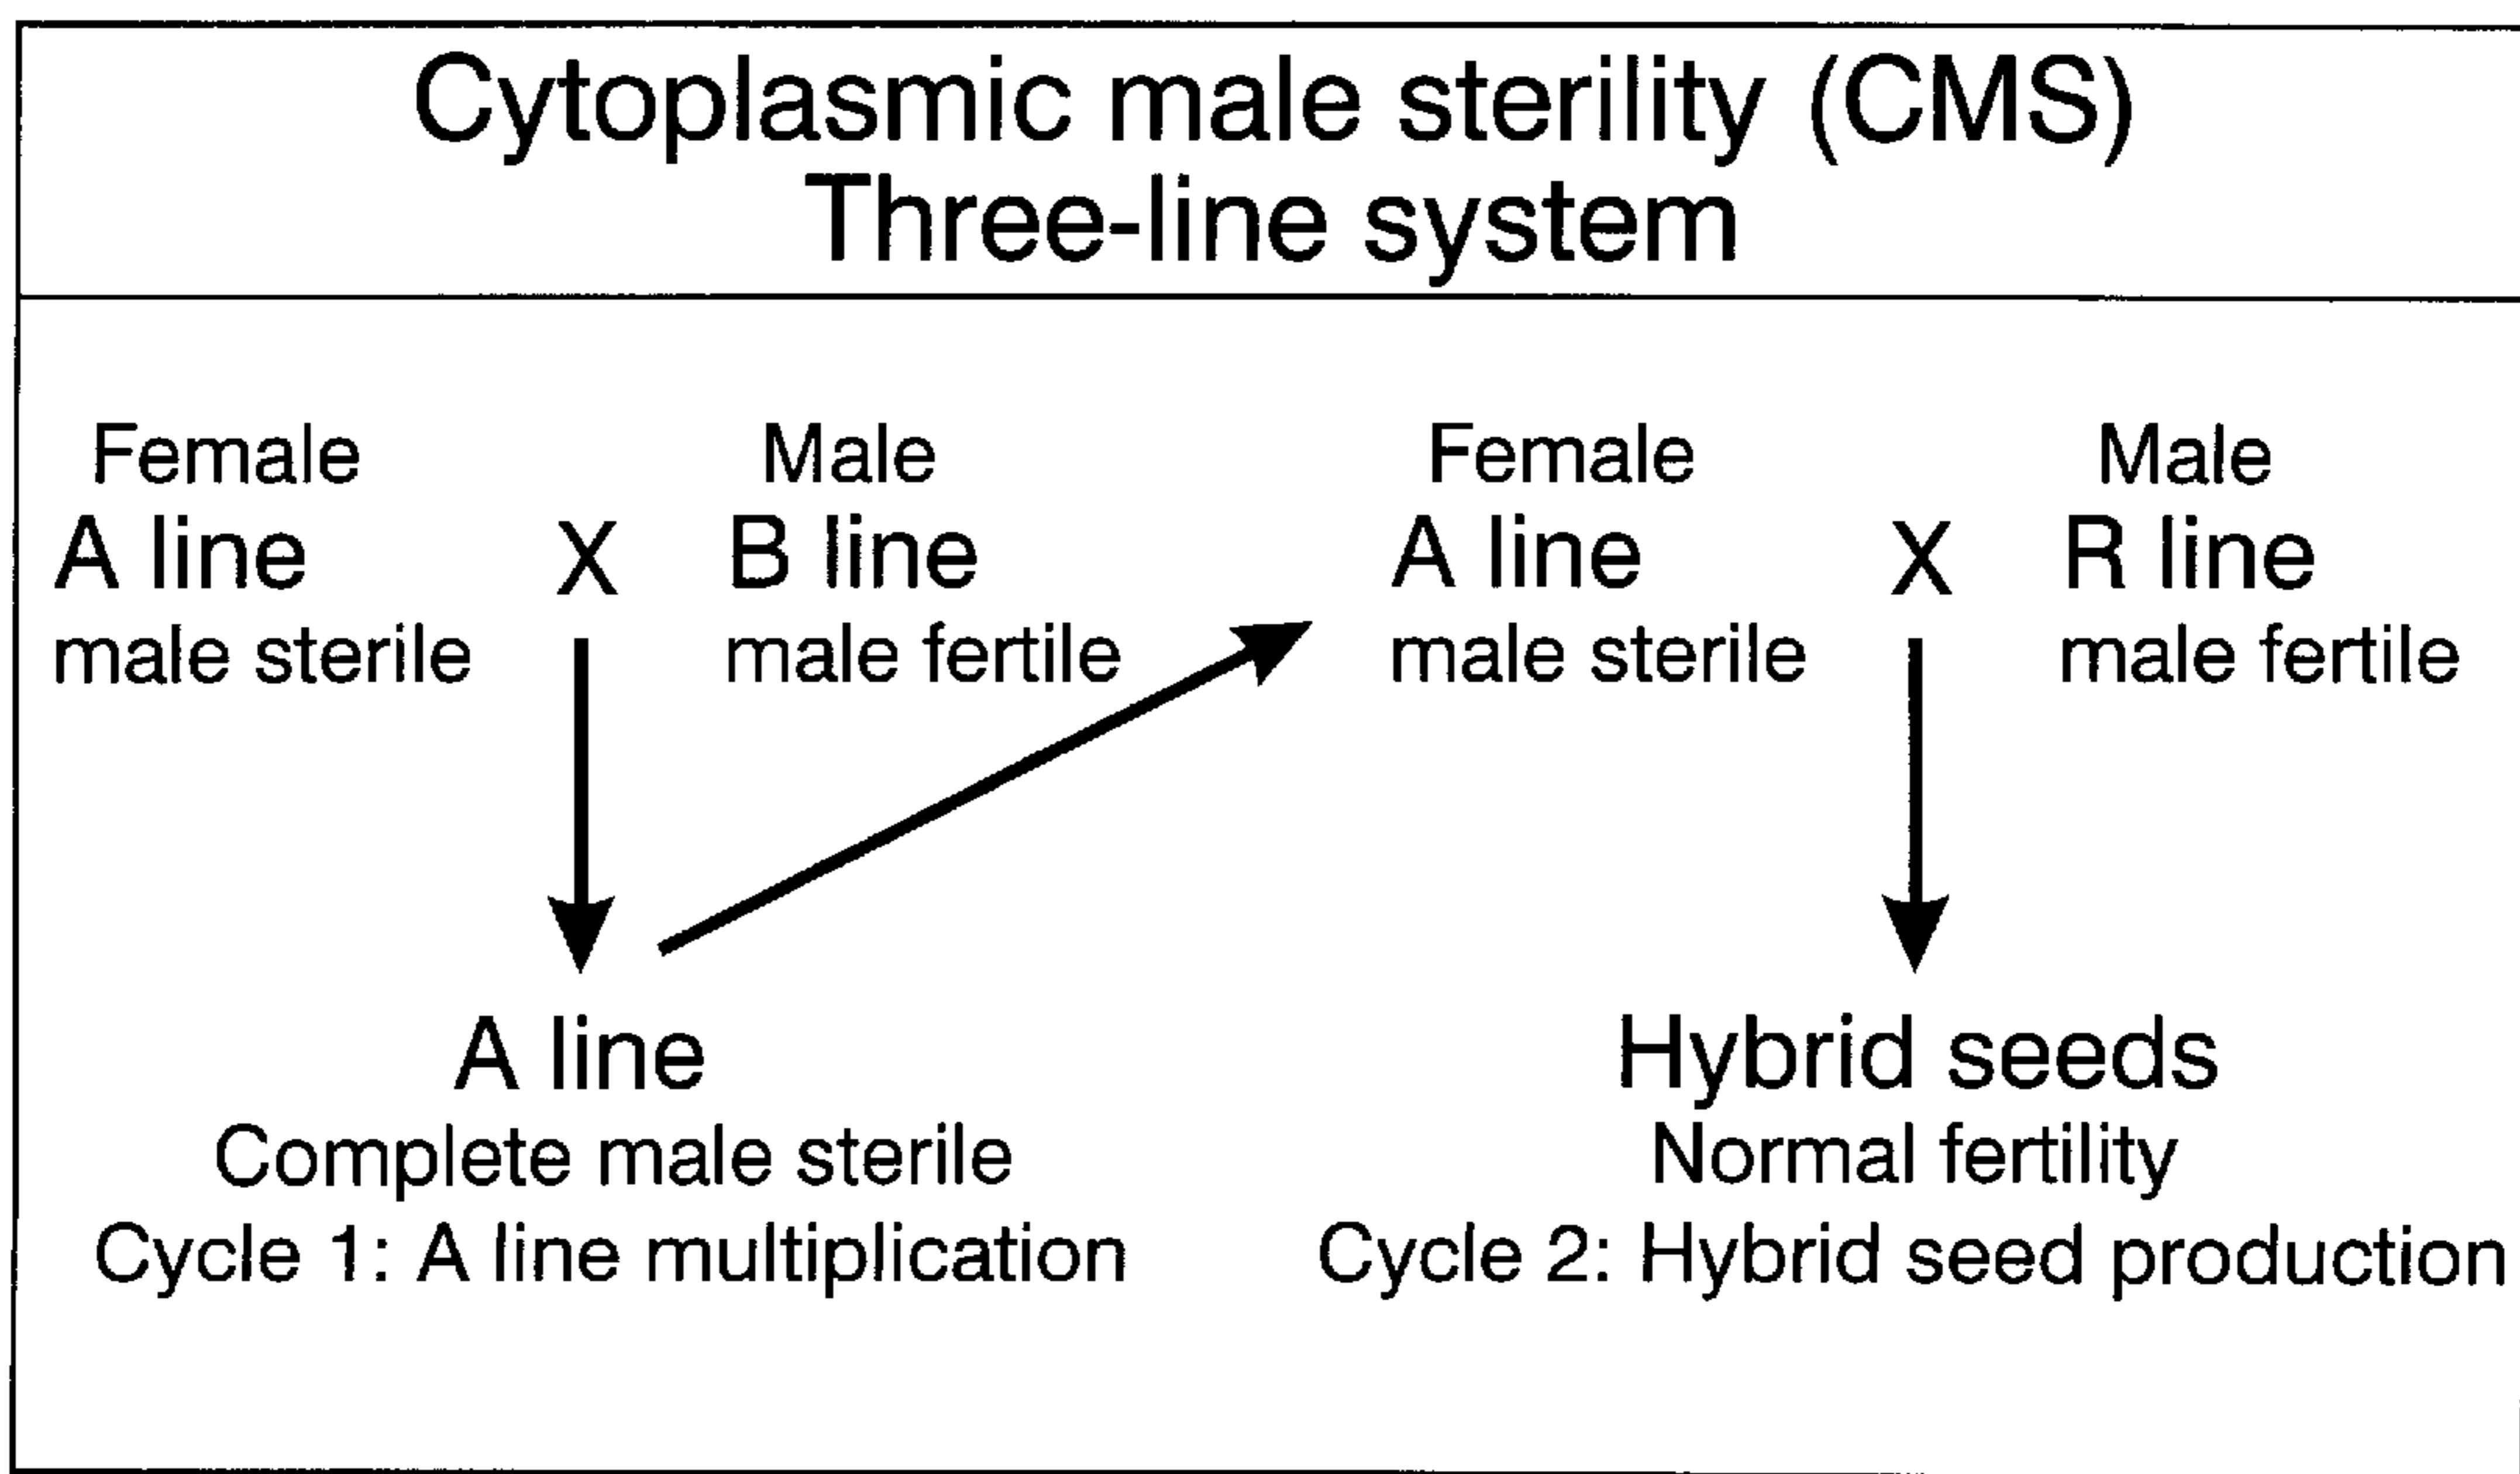 Cytoplasmic male sterility (CMS)
Three-line system
Female Male
A line X B line
male sterile male fertile
Female Male
A line X R line
male sterile male fertile
A line
Complete male sterile
Cycle 1: A line multiplication
Hybrid seeds
Normal fertility
Cycle 2: Hybrid seed production